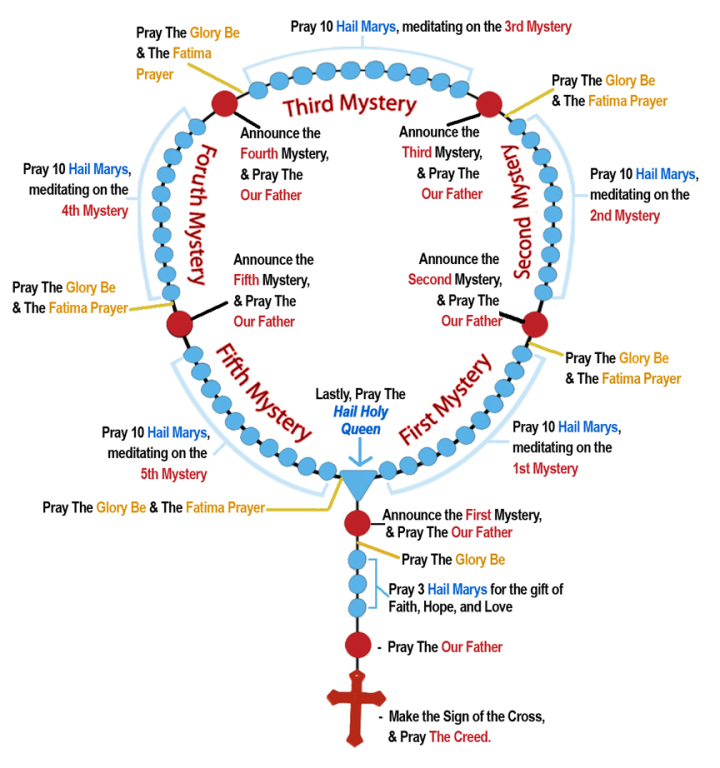 Pray 10 Hail Marys, meditating on the 3rd Mystery
Pray The Glory Be
& The Fatima
Prayer
Third Mystery
Pray The Glory Be
& The Fatima Prayer
Announce the
Fourth Mystery,
& Pray The
Our Father
Announce the
Third Mystery,
& Pray The
Our Father
Pray 10 Hail Marys,
meditating on the
4th Mystery
Foruth Mystery
Second Mystery
Pray 10 Hail Marys,
meditating on the
2nd Mystery
Pray The Glory Be
& The Fatima Prayer
Announce the
Fifth Mystery,
& Pray The
Our Father
Announce the
Second Mystery,
& Pray The
Our Father
Pray The Glory Be
& The Fatima Prayer
Fifth Mystery
Lastly, Pray The
Hail Holy
Queen
First Mystery
Pray 10 Hail Marys,
meditating on the
5th Mystery
Pray 10 Hail Marys,
meditating on the
1st Mystery
Pray The Glory Be & The Fatima Prayer
Announce the First Mystery,
& Pray The Our Father
Pray The Glory Be
Pray 3 Hail Marys for the gift of
Faith, Hope, and Love
- Pray The Our Father
- Make the Sign of the Cross,
& Pray The Creed.